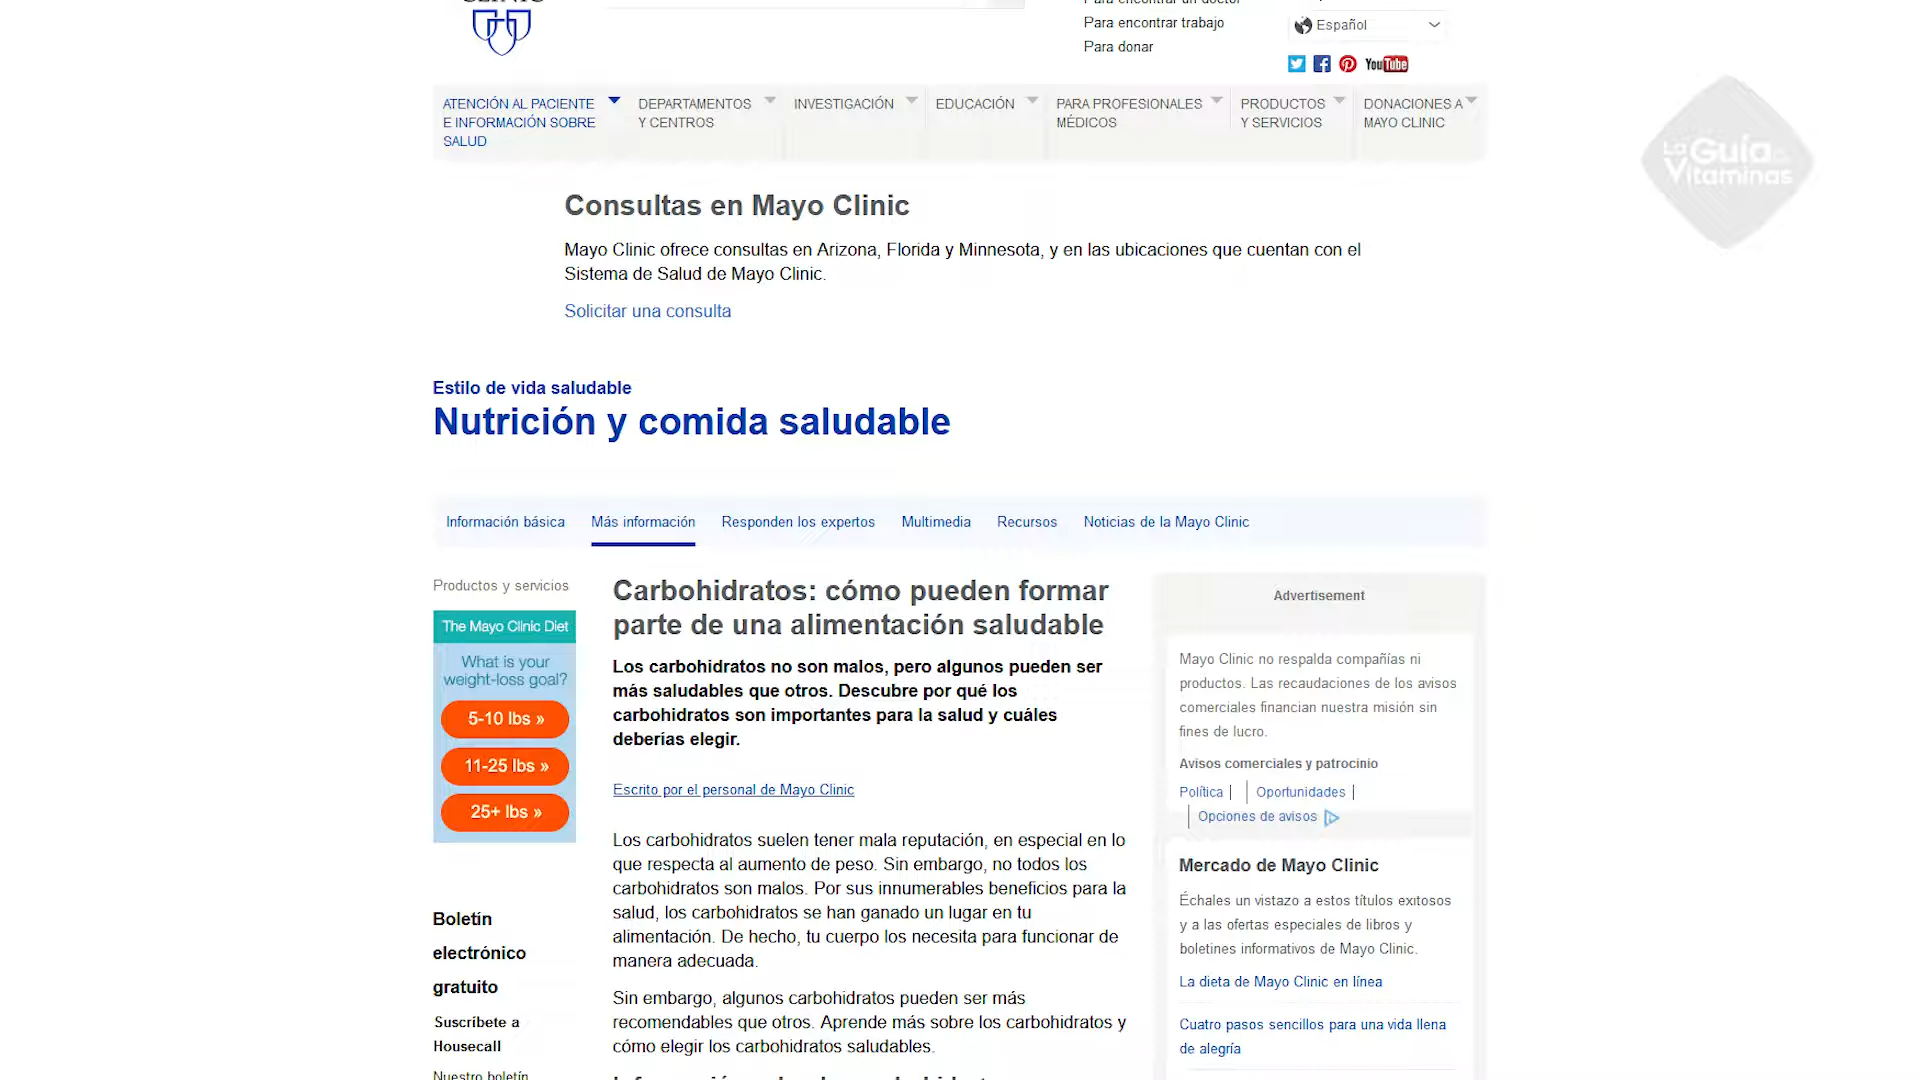 Para encontrar trabajo
Para donar
Español
YouTube
ATENCIÓN AL PACIENTE
E INFORMACIÓN SOBRE
SALUD
DEPARTAMENTOS
Y CENTROS
INVESTIGACIÓN
EDUCACIÓN
PARA PROFESIONALES
MÉDICOS
PRODUCTOS
Y SERVICIOS
DONACIONES A
MAYO CLINIC
La Guía de las
Vitaminas
Consultas en Mayo Clinic
Mayo Clinic ofrece consultas en Arizona, Florida y Minnesota, y en las ubicaciones que cuentan con el
Sistema de Salud de Mayo Clinic.
Solicitar una consulta
Estilo de vida saludable
Nutrición y comida saludable
Información básica
Más información
Responden los expertos
Multimedia
Recursos
Noticias de la Mayo Clinic
Productos y servicios
The Mayo Clinic Diet
What is your
weight-loss goal?
5-10 lbs »
11-25 lbs »
25+ lbs »
Boletín
electrónico
gratuito
Suscríbete a
Housecall
Nuestro boletín
Carbohidratos: cómo pueden formar
parte de una alimentación saludable
Los carbohidratos no son malos, pero algunos pueden ser
más saludables que otros. Descubre por qué los
carbohidratos son importantes para la salud y cuáles
deberías elegir.
Escrito por el personal de Mayo Clinic
Los carbohidratos suelen tener mala reputación, en especial en lo
que respecta al aumento de peso. Sin embargo, no todos los
carbohidratos son malos. Por sus innumerables beneficios para la
salud, los carbohidratos se han ganado un lugar en tu
alimentación. De hecho, tu cuerpo los necesita para funcionar de
manera adecuada.
Sin embargo, algunos carbohidratos pueden ser más
recomendables que otros. Aprende más sobre los carbohidratos y
cómo elegir los carbohidratos saludables.
Advertisement
Mayo Clinic no respalda compañías ni
productos. Las recaudaciones de los avisos
comerciales financian nuestra misión sin
fines de lucro.
Avisos comerciales y patrocinio
Política |
| Oportunidades |
| Opciones de avisos
Mercado de Mayo Clinic
Échales un vistazo a estos títulos exitosos
y a las ofertas especiales de libros y
boletines informativos de Mayo Clinic.
La dieta de Mayo Clinic en línea
Cuatro pasos sencillos para una vida llena
de alegría